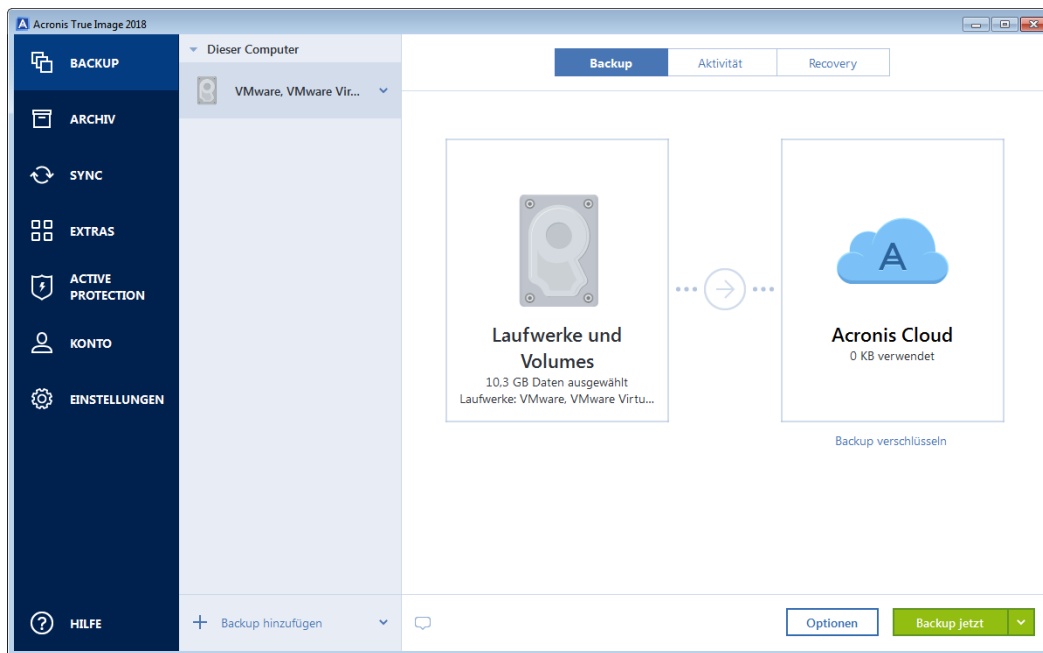 Acronis True Image 2018
BACKUP
ARCHIV
SYNC
EXTRAS
ACTIVE
PROTECTION
KONTO
EINSTELLUNGEN
HILFE
Dieser Computer
VMware, VMware Vir...
Backup hinzufügen
Backup
Aktivität
Recovery
Laufwerke und
Volumes
10,3 GB Daten ausgewählt
Laufwerke: VMware, VMware Virtu...
Acronis Cloud
0 KB verwendet
Backup verschlüsseln
Optionen
Backup jetzt